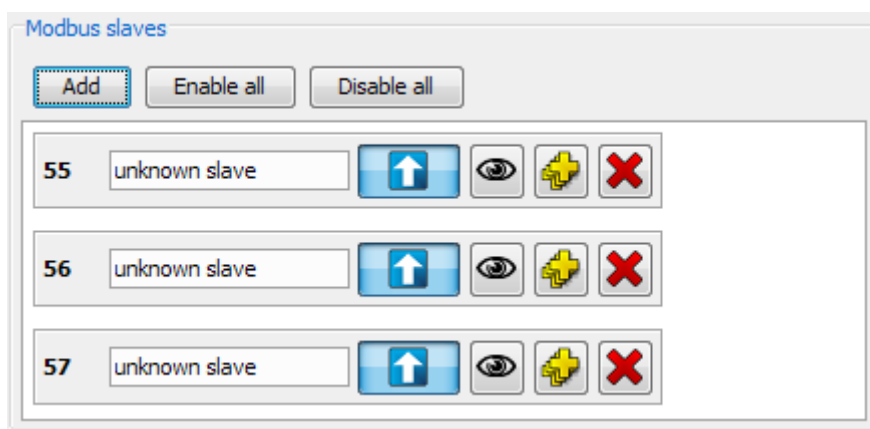 Modbus slaves
Add Enable all Disable all
55 unknown slave
56 unknown slave
57 unknown slave